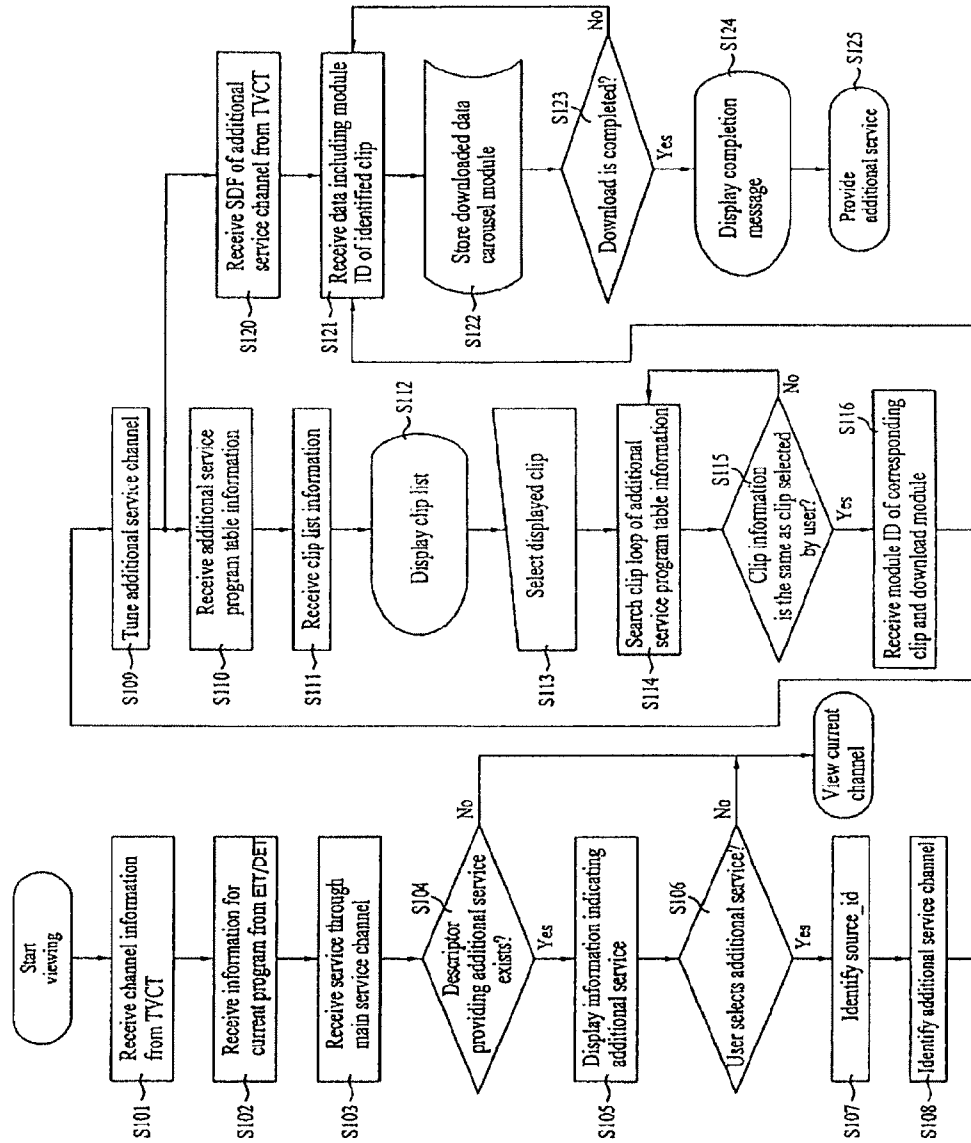 Start
viewing
Receive channel information
from TVCT
S101
Receive information for
current program from EIT/DET
S102
Receive service through
main service channel
S103
Descriptor
providing additional service
exists?
S104
No
Yes
Display information indicating
additional service
S105
User selects additional service?
S106
No
Yes
View current
channel
Identify source_id
S107
Identify additional service channel
S108
Tune additional service channel
S109
Receive additional service
program table information
S110
Receive clip list information
S111
Display clip list
S112
Select displayed clip
S113
Search clip loop of additional
service program table information
S114
Clip information
is the same as clip selected
by user?
S115
No
Yes
Receive module ID of corresponding
clip and download module
S116
Receive SDF of additional
service channel from TVCT
S120
Receive data including module
ID of identified clip
S121
Store downloaded data
carousel module
S122
Download is completed?
S123
No
Yes
Display completion
message
S124
Provide
additional service
S125